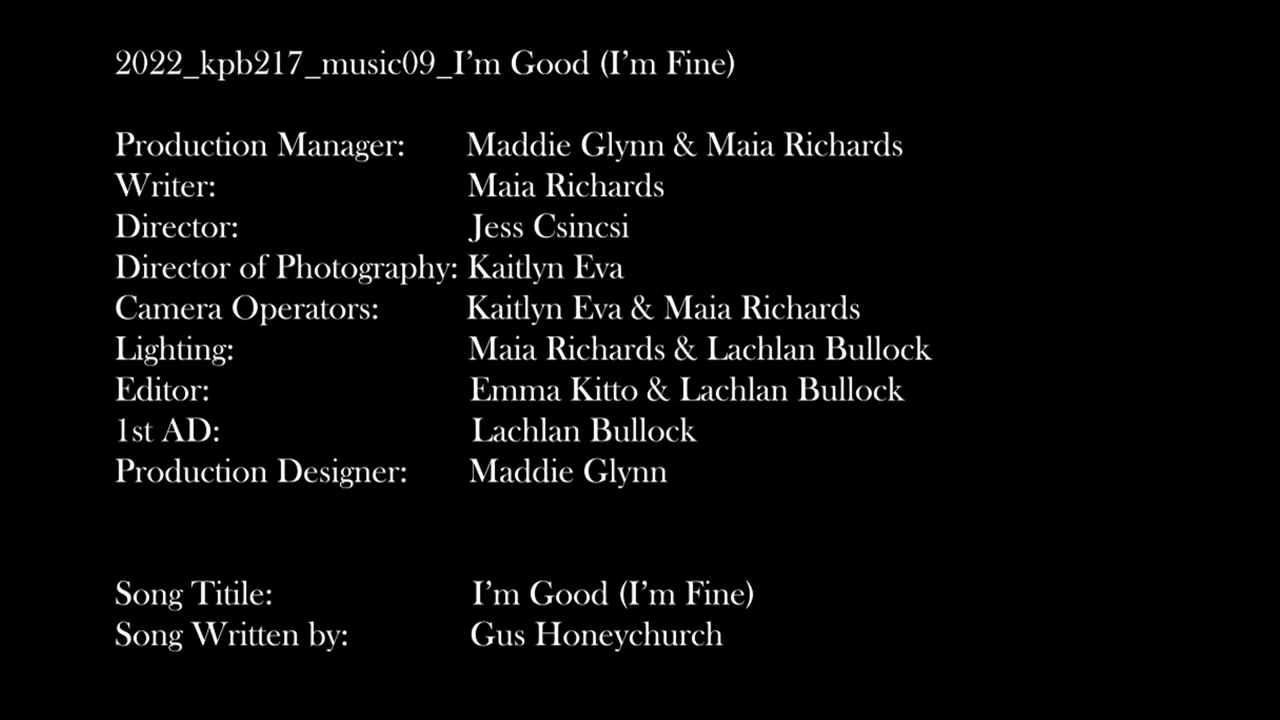 2022_kpb217_music09_I'm Good (I'm Fine)
Production Manager: Maddie Glynn & Maia Richards
Writer: Maia Richards
Director: Jess Csincsi
Director of Photography: Kaitlyn Eva
Camera Operators: Kaitlyn Eva & Maia Richards
Lighting: Maia Richards & Lachlan Bullock
Editor: Emma Kitto & Lachlan Bullock
1st AD: Lachlan Bullock
Production Designer: Maddie Glynn
Song Titile: I'm Good (I'm Fine)
Song Written by: Gus Honeychurch